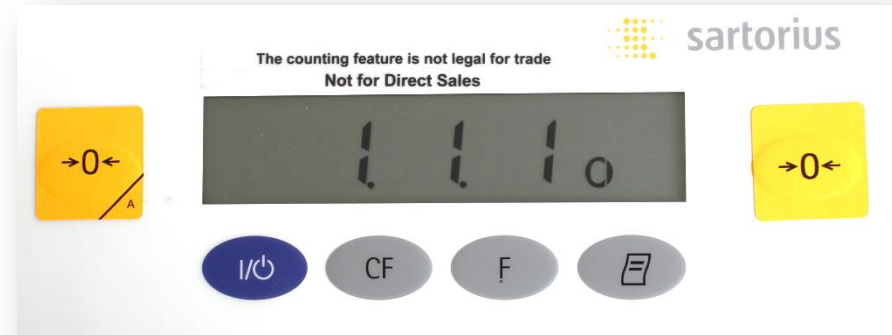 sartorius
The counting feature is not legal for trade
Not for Direct Sales
1.1.1 o
→0← →0←
A
I/⏻ CF F